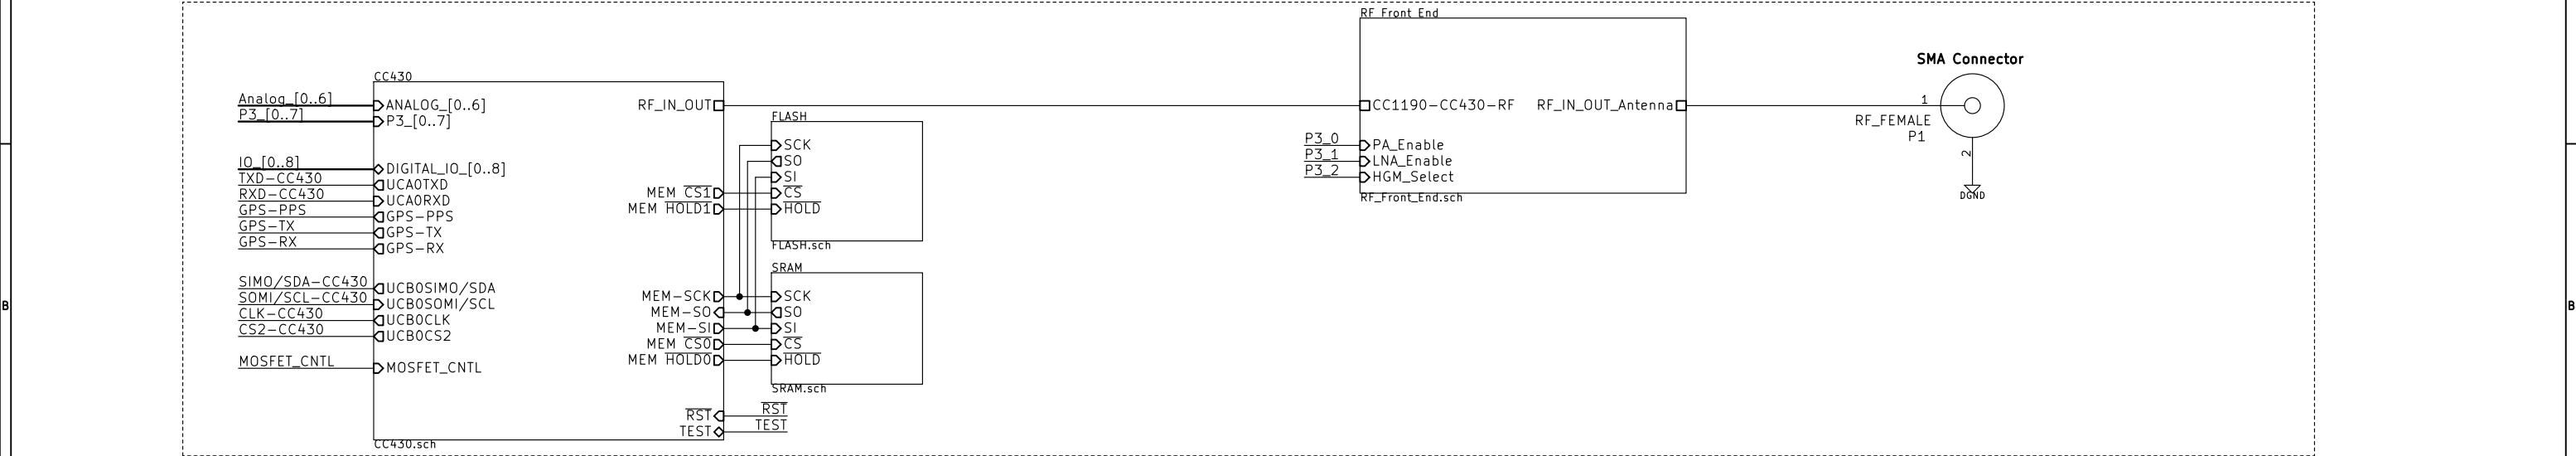 RF Front End
SMA Connector
CC430
Analog_[0..6]
ANALOG_[0..6]
RF_IN_OUT
CC1190-CC430-RF
RF_IN_OUT_Antenna
1
P3_[0..7]
P3_[0..7]
FLASH
RF_FEMALE
P1
SCK
P3_0
PA_Enable
SO
P3_1
LNA_Enable
2
IO_[0..8]
DIGITAL_IO_[0..8]
SI
P3_2
HGM_Select
TXD-CC430
UCA0TXD
MEM CS1
CS
RF_Front_End.sch
DGND
RXD-CC430
UCA0RXD
MEM HOLD1
HOLD
GPS-PPS
GPS-PPS
GPS-TX
GPS-TX
GPS-RX
GPS-RX
FLASH.sch
SRAM
SIMO/SDA-CC430
UCB0SIMO/SDA
MEM-SCK
SCK
SOMI/SCL-CC430
UCB0SOMI/SCL
MEM-SO
SO
B
B
CLK-CC430
UCB0CLK
MEM-SI
SI
CS2-CC430
UCB0CS2
MEM CS0
CS
MEM HOLD0
HOLD
MOSFET_CNTL
MOSFET_CNTL
SRAM.sch
RST
RST
TEST
TEST
CC430.sch